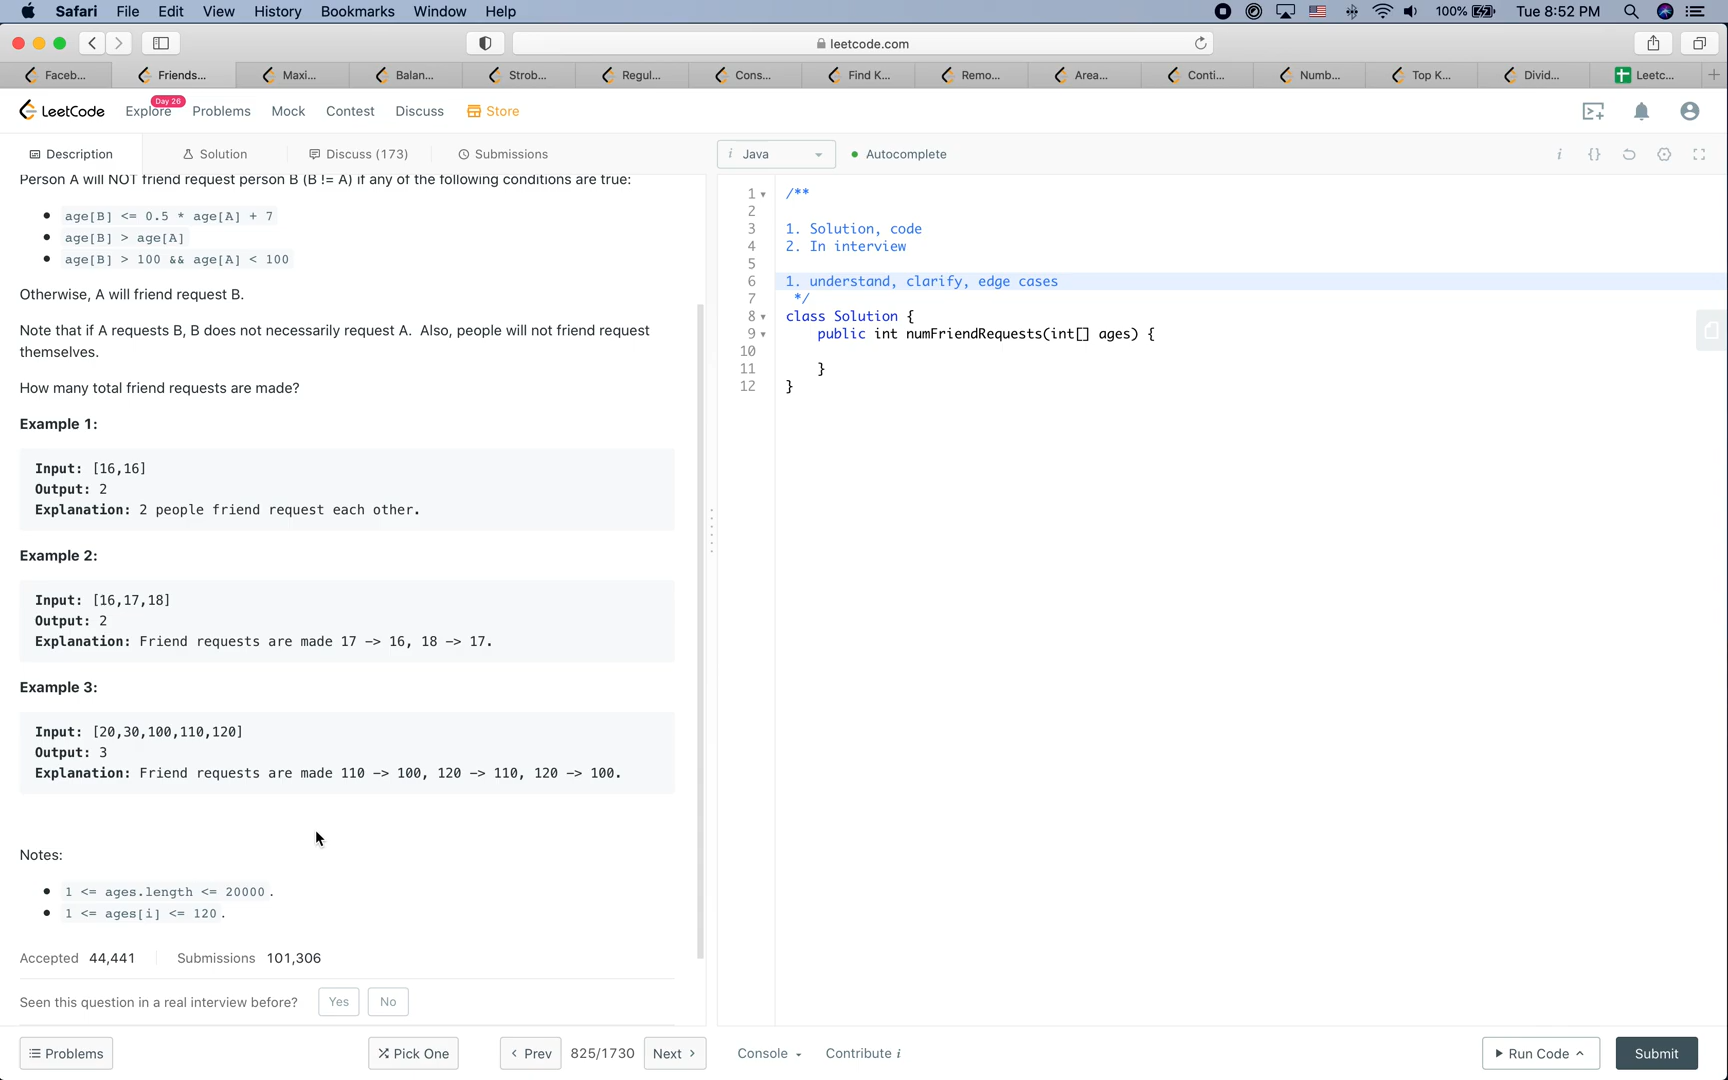 Safari File Edit View History Bookmarks Window Help 100% Tue 8:52 PM
leetcode.com
Faceb... Friends... Maxi... Balan... Strob... Regul... Cons... Find K... Remo... Area... Conti... Numb... Top K... Divid... Leetc...
LeetCode Explore Day 26 Problems Mock Contest Discuss Store
Description Solution Discuss (173) Submissions
i Java Autocomplete
Person A will NOT friend request person B (B != A) if any of the following conditions are true:
age[B] <= 0.5 * age[A] + 7
age[B] > age[A]
age[B] > 100 && age[A] < 100
Otherwise, A will friend request B.
Note that if A requests B, B does not necessarily request A.  Also, people will not friend request
themselves.
How many total friend requests are made?
Example 1:
Input: [16,16]
Output: 2
Explanation: 2 people friend request each other.
Example 2:
Input: [16,17,18]
Output: 2
Explanation: Friend requests are made 17 -> 16, 18 -> 17.
Example 3:
Input: [20,30,100,110,120]
Output: 3
Explanation: Friend requests are made 110 -> 100, 120 -> 110, 120 -> 100.
Notes:
1 <= ages.length <= 20000.
1 <= ages[i] <= 120.
Accepted 44,441 Submissions 101,306
Seen this question in a real interview before? Yes No
1 /**
2
3 1. Solution, code
4 2. In interview
5
6 1. understand, clarify, edge cases
7 */
8 class Solution {
9 public int numFriendRequests(int[] ages) {
10
11 }
12 }
Problems Pick One Prev 825/1730 Next Console Contribute i Run Code Submit